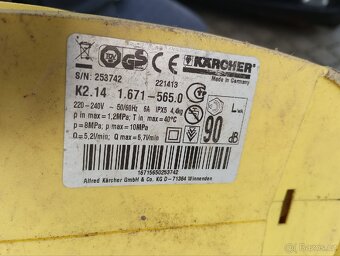 GS
KÄRCHER
Made in Germany
S/N: 253742 221413
K2.14 1.671-565.0
220-240V ~ 50/60Hz 6A IPX5 4,4kg
p in max=1,2MPa; T in max=40°C
p=8MPa; p max=10MPa
Q=5,2l/min; Q max=5,7l/min
90 dB
16715650253742
Alfred Kärcher GmbH & Co. KG D - 71364 Winnenden